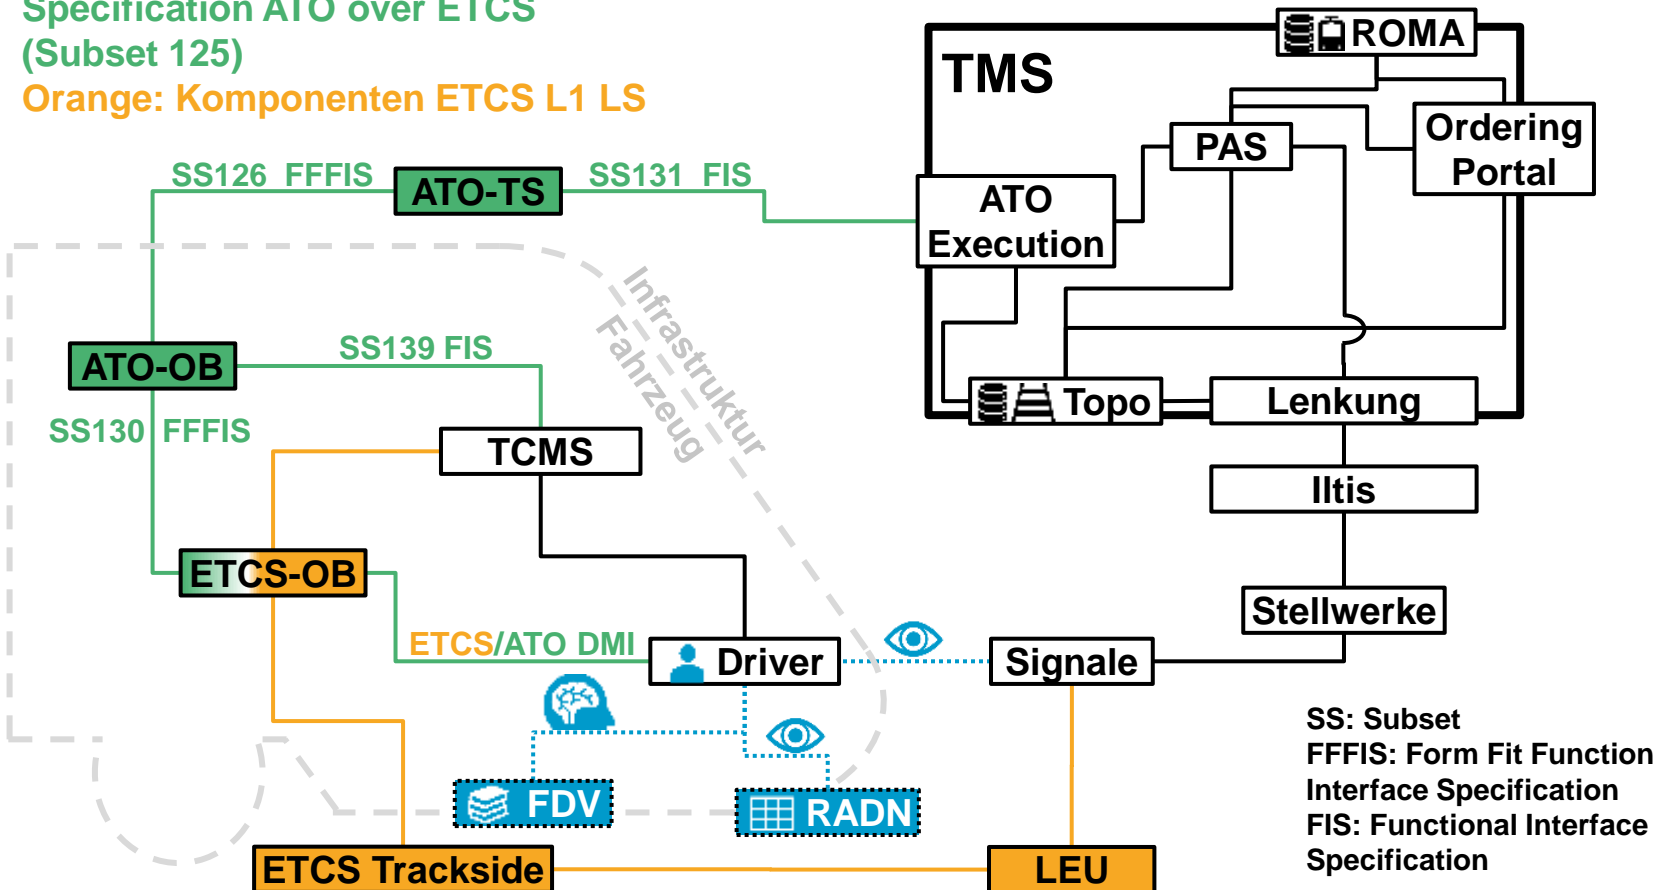 Specification ATO over ETCS
(Subset 125)
Orange: Komponenten ETCS L1 LS
ROMA
TMS
Ordering
Portal
PAS
SS126 FFFIS
ATO-TS
SS131 FIS
ATO
Execution
Infrastruktur
Fahrzeug
SS139 FIS
ATO-OB
Topo
Lenkung
SS130 FFFIS
TCMS
Iltis
ETCS-OB
Stellwerke
ETCS/ATO DMI
Driver
Signale
FDV
RADN
SS: Subset
FFFIS: Form Fit Function
Interface Specification
FIS: Functional Interface
Specification
ETCS Trackside
LEU